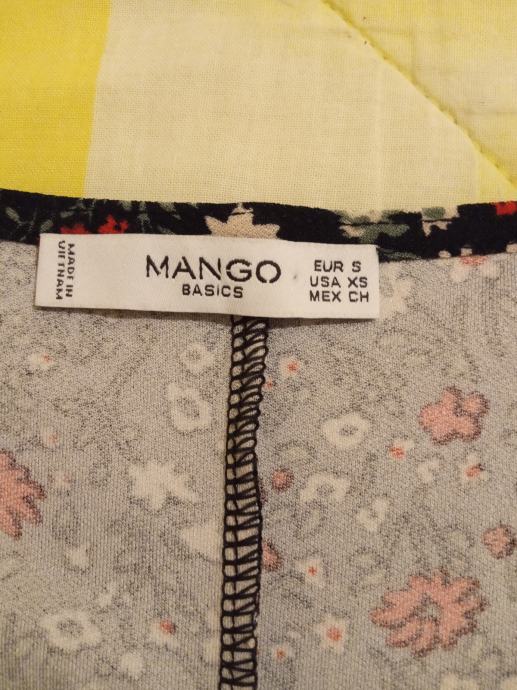 MADE IN
VIETNAM
MANGO
BASICS
EUR S
USA XS
MEX CH